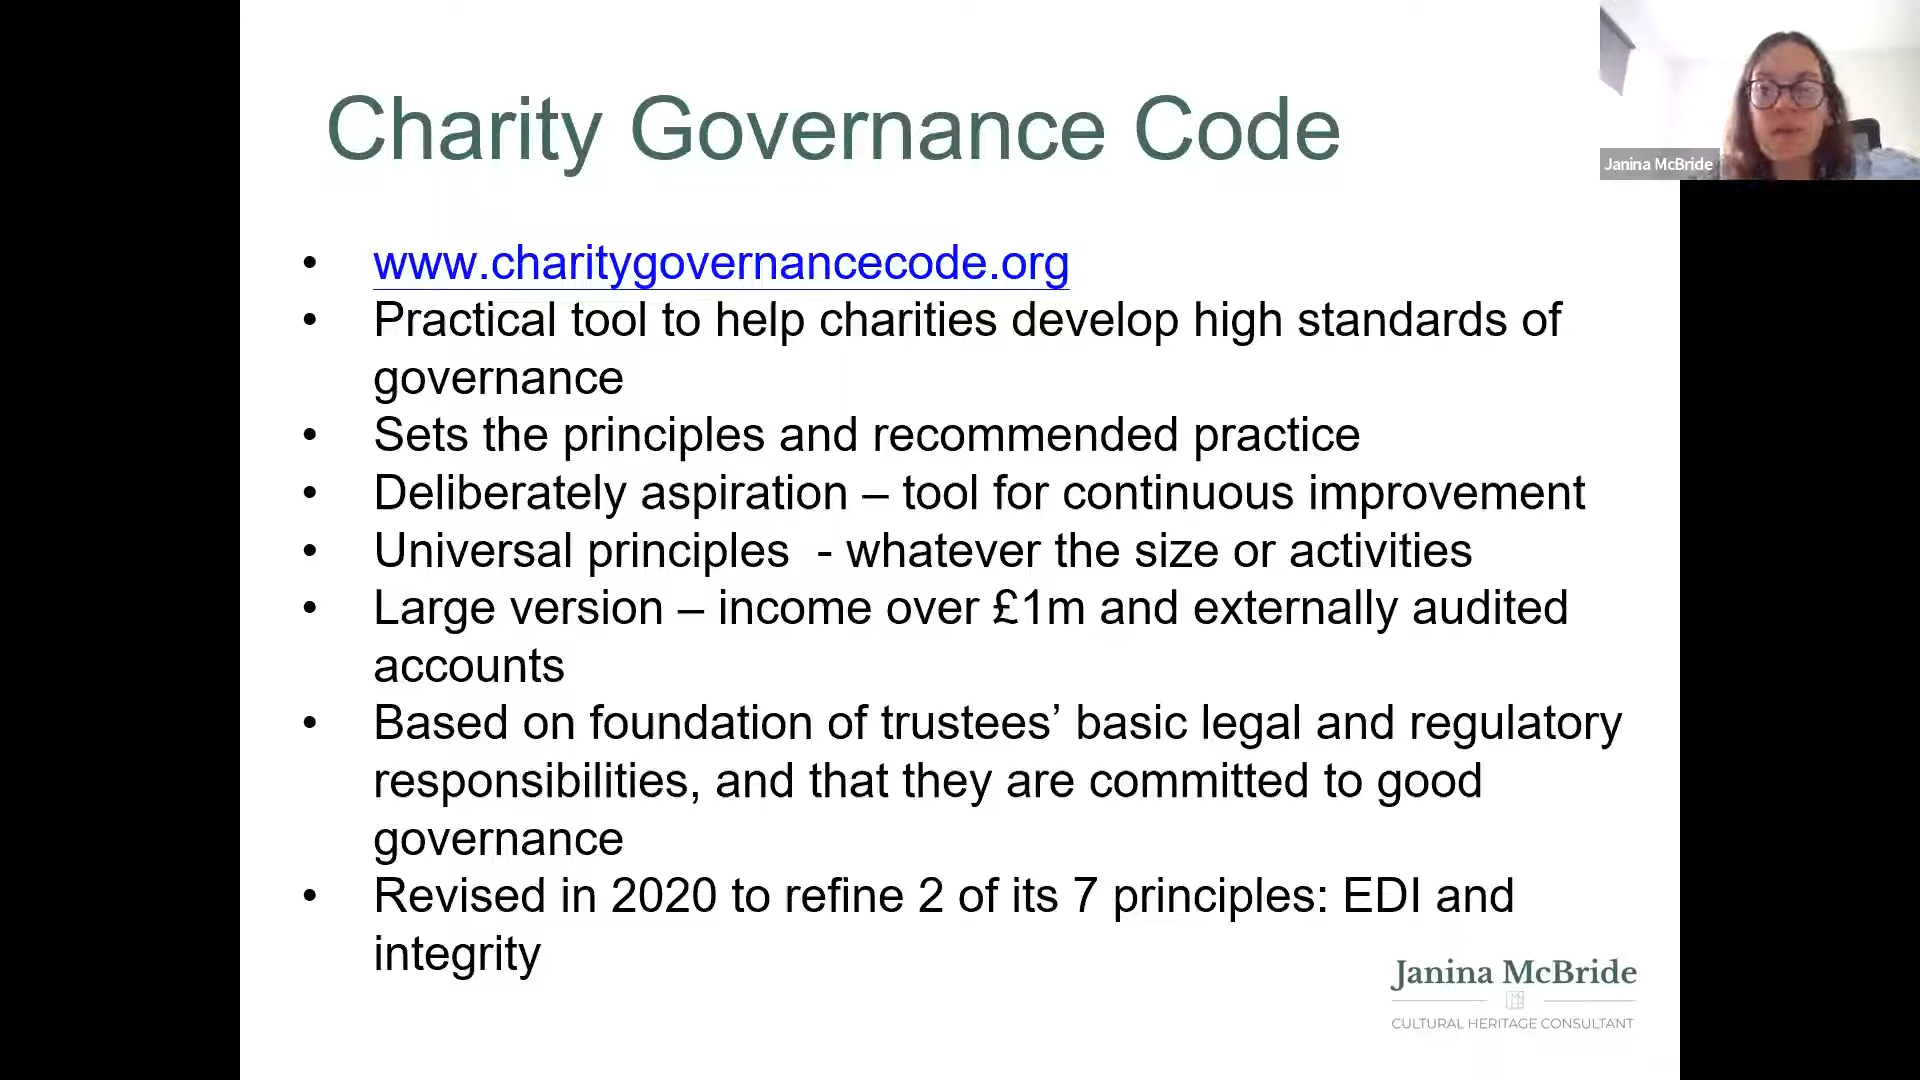 Charity Governance Code
Janina McBride
• www.charitygovernancecode.org
• Practical tool to help charities develop high standards of
governance
• Sets the principles and recommended practice
• Deliberately aspiration – tool for continuous improvement
• Universal principles  - whatever the size or activities
• Large version – income over £1m and externally audited
accounts
• Based on foundation of trustees’ basic legal and regulatory
responsibilities, and that they are committed to good
governance
• Revised in 2020 to refine 2 of its 7 principles: EDI and
integrity
Janina McBride
CULTURAL HERITAGE CONSULTANT